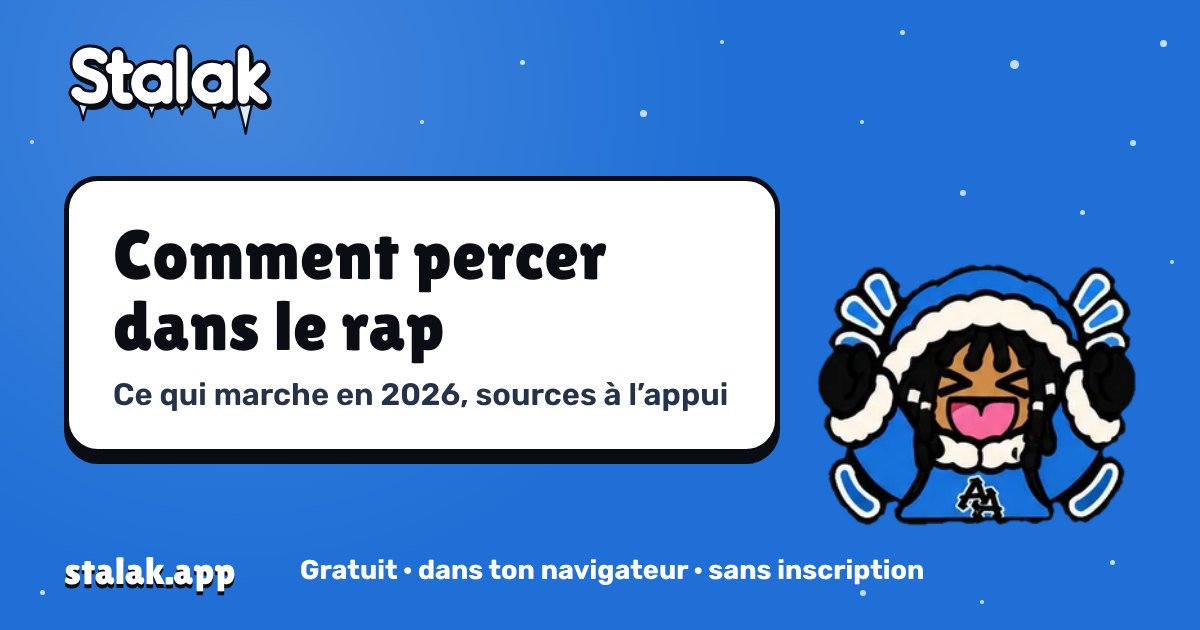 Stalak
Comment percer
dans le rap
Ce qui marche en 2026, sources à l’appui
AA
stalak.app
Gratuit • dans ton navigateur • sans inscription